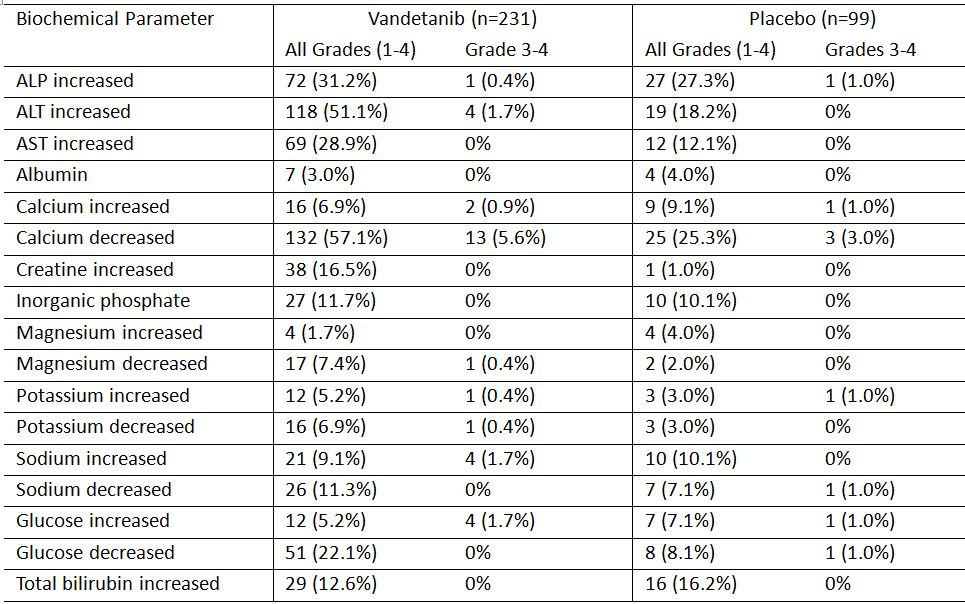 Biochemical Parameter Vandetanib (n=231) Placebo (n=99)
All Grades (1-4) Grade 3-4 All Grades (1-4) Grades 3-4
ALP increased 72 (31.2%) 1 (0.4%) 27 (27.3%) 1 (1.0%)
ALT increased 118 (51.1%) 4 (1.7%) 19 (18.2%) 0%
AST increased 69 (28.9%) 0% 12 (12.1%) 0%
Albumin 7 (3.0%) 0% 4 (4.0%) 0%
Calcium increased 16 (6.9%) 2 (0.9%) 9 (9.1%) 1 (1.0%)
Calcium decreased 132 (57.1%) 13 (5.6%) 25 (25.3%) 3 (3.0%)
Creatine increased 38 (16.5%) 0% 1 (1.0%) 0%
Inorganic phosphate 27 (11.7%) 0% 10 (10.1%) 0%
Magnesium increased 4 (1.7%) 0% 4 (4.0%) 0%
Magnesium decreased 17 (7.4%) 1 (0.4%) 2 (2.0%) 0%
Potassium increased 12 (5.2%) 1 (0.4%) 3 (3.0%) 1 (1.0%)
Potassium decreased 16 (6.9%) 1 (0.4%) 3 (3.0%) 0%
Sodium increased 21 (9.1%) 4 (1.7%) 10 (10.1%) 0%
Sodium decreased 26 (11.3%) 0% 7 (7.1%) 1 (1.0%)
Glucose increased 12 (5.2%) 4 (1.7%) 7 (7.1%) 1 (1.0%)
Glucose decreased 51 (22.1%) 0% 8 (8.1%) 1 (1.0%)
Total bilirubin increased 29 (12.6%) 0% 16 (16.2%) 0%